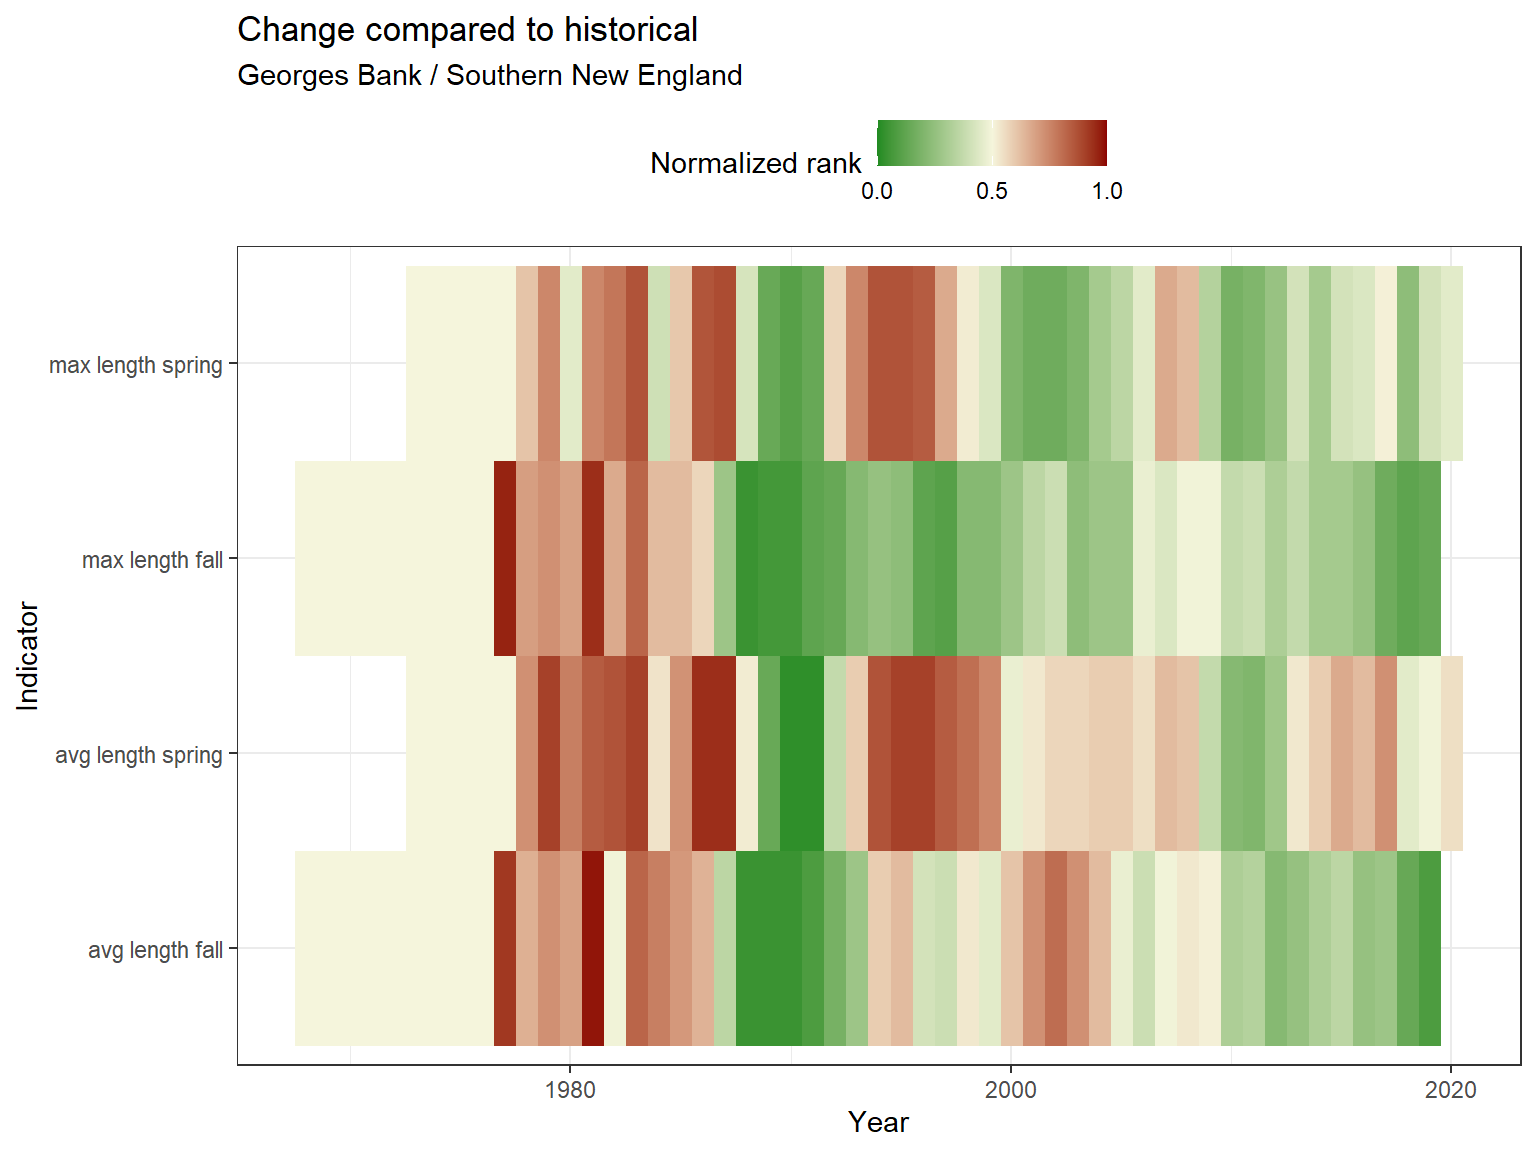 Change compared to historical
Georges Bank / Southern New England
Normalized rank
0.0 0.5 1.0
max length spring
max length fall
avg length spring
avg length fall
Indicator
1980 2000 2020
Year